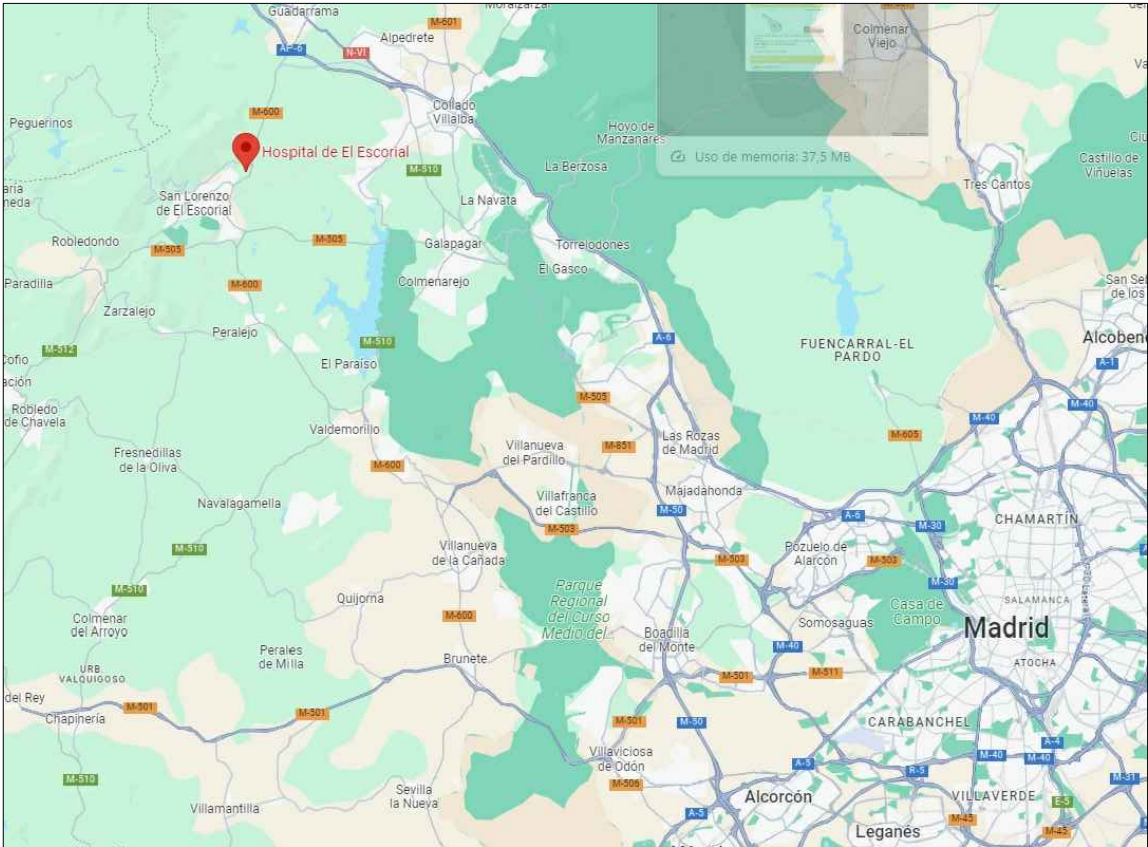 Guadarrama
M-601
Moralzarzal
Alpedrete
AP-6
N-VI
Colmenar
Viejo
M-600
Collado
Villalba
Peguerinos
Hoyo de
Manzanares
Hospital de El Escorial
Uso de memoria: 37,5 MB
La Berzosa
Castillo de
Viñuelas
M-510
Tres Cantos
San Lorenzo
de El Escorial
La Navata
Robledondo
M-505
M-505
Galapagar
Torrelodones
El Gasco
Paradilla
M-600
Colmenarejo
Zarzalejo
Peralejo
M-510
A-6
FUENCARRAL-EL
PARDO
Alcobend
M-512
El Paraiso
A-1
M-505
M-40
M-40
Robledo
de Chavela
Valdemorillo
M-605
Las Rozas
de Madrid
M-851
Villanueva
del Pardillo
Fresnedillas
de la Oliva
M-600
Navalagamella
Villafranca
del Castillo
Majadahonda
M-50
A-6
M-30
CHAMARTÍN
M-503
M-510
Villanueva
de la Cañada
Pozuelo de
Alarcón
M-503
M-503
M-30
M-510
Parque
Regional
del Curso
Medio del...
Quijorna
Casa de
Campo
SALAMANCA
Colmenar
del Arroyo
M-600
Somosaguas
Madrid
Boadilla
del Monte
M-40
Perales
de Milla
Brunete
ATOCHA
URB.
VALQUIGOSO
M-501
M-511
del Rey
Chapinería
M-501
M-501
M-501
M-50
CARABANCHEL
A-4
Villaviciosa
de Odón
M-40
M-40
M-510
A-5
R-5
M-31
M-506
Sevilla
la Nueva
Alcorcón
VILLAVERDE
E-5
Villamantilla
A-5
M-45
M-45
Leganés